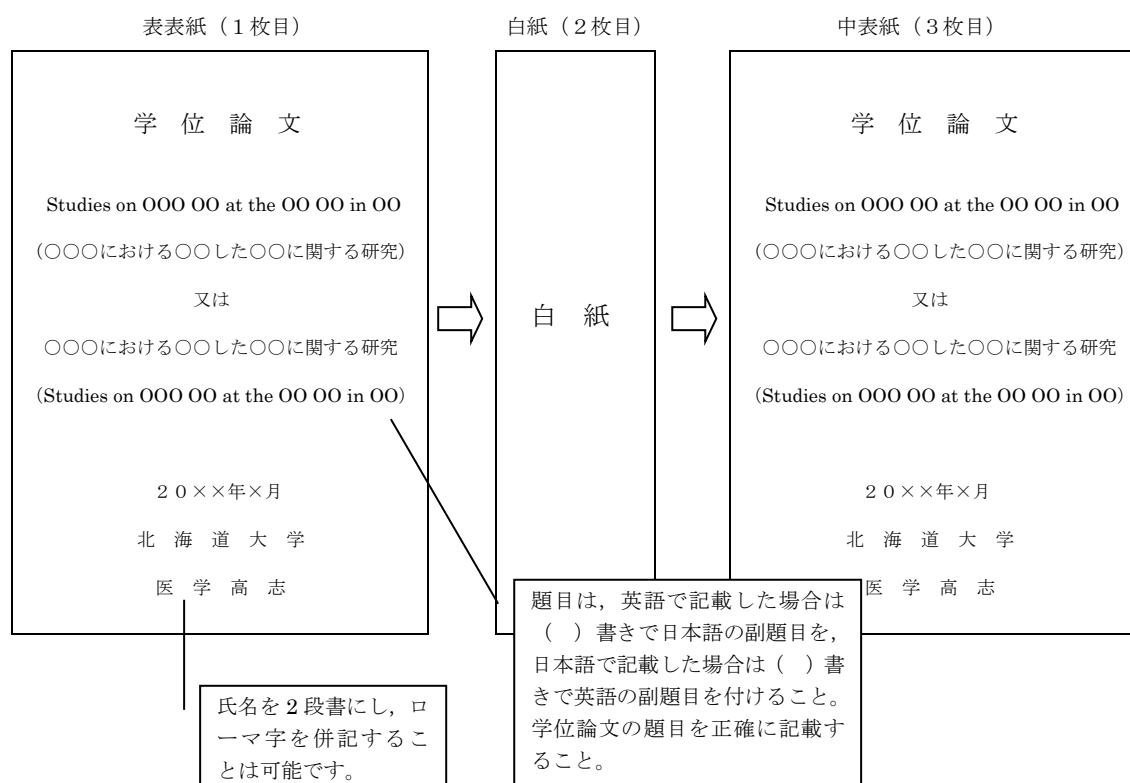 表表紙（１枚目）
学　位　論　文
Studies on OOO OO at the OO OO in OO
（○○○における○○した○○に関する研究）
又は
○○○における○○した○○に関する研究
（Studies on OOO OO at the OO OO in OO）
２０××年×月
北　海　道　大　学
医　学　高　志
氏名を 2 段書にし，ロ
ーマ字を併記するこ
とは可能です。
白紙（２枚目）
白　紙
題目は，英語で記載した場合は
（　）書きで日本語の副題目を，
日本語で記載した場合は（　）書
きで英語の副題目を付けること。
学位論文の題目を正確に記載す
ること。
中表紙（３枚目）
学　位　論　文
Studies on OOO OO at the OO OO in OO
（○○○における○○した○○に関する研究）
又は
○○○における○○した○○に関する研究
（Studies on OOO OO at the OO OO in OO）
２０××年×月
北　海　道　大　学
医　学　高　志